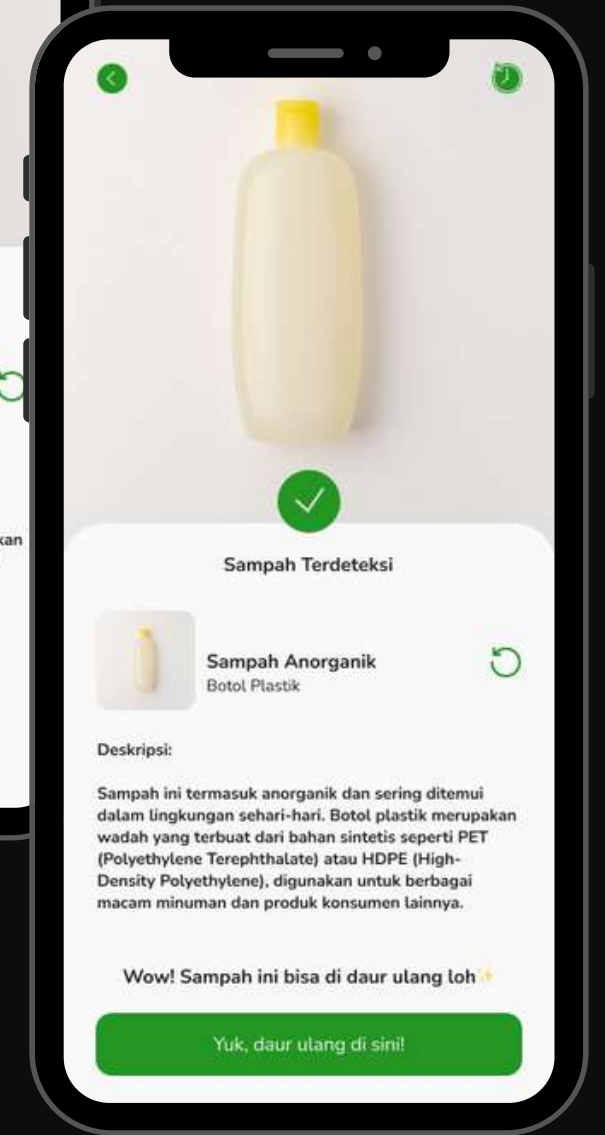 kan
Sampah Terdeteksi
Sampah Anorganik
Botol Plastik
Deskripsi:
Sampah ini termasuk anorganik dan sering ditemui
dalam lingkungan sehari-hari. Botol plastik merupakan
wadah yang terbuat dari bahan sintetis seperti PET
(Polyethylene Terephthalate) atau HDPE (High-
Density Polyethylene), digunakan untuk berbagai
macam minuman dan produk konsumen lainnya.
Wow! Sampah ini bisa di daur ulang loh✨
Yuk, daur ulang di sini!